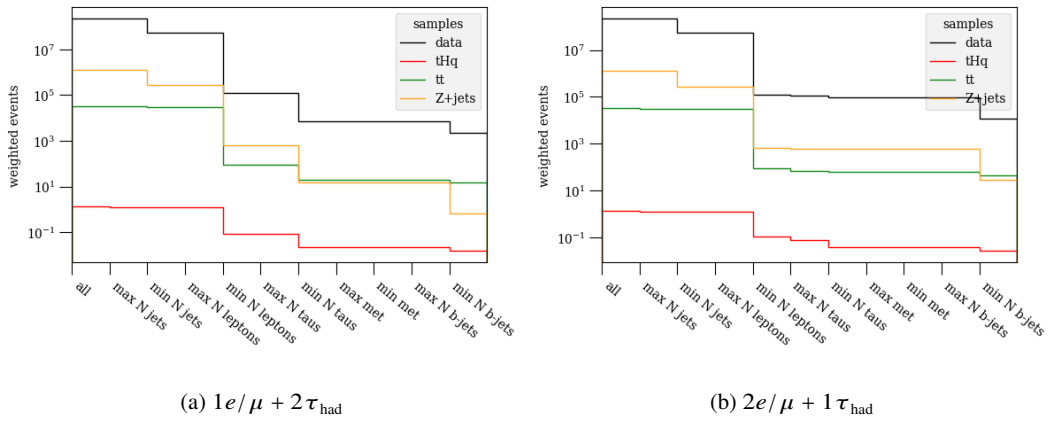 samples
data
tHq
tt
Z+jets
weighted events
10^7
10^5
10^3
10^1
10^-1
all
max N jets
min N jets
max N leptons
min N leptons
max N taus
min N taus
max met
min met
max N b-jets
min N b-jets
(a) 1e/μ + 2τ_had
samples
data
tHq
tt
Z+jets
weighted events
10^7
10^5
10^3
10^1
10^-1
all
max N jets
min N jets
max N leptons
min N leptons
max N taus
min N taus
max met
min met
max N b-jets
min N b-jets
(b) 2e/μ + 1τ_had